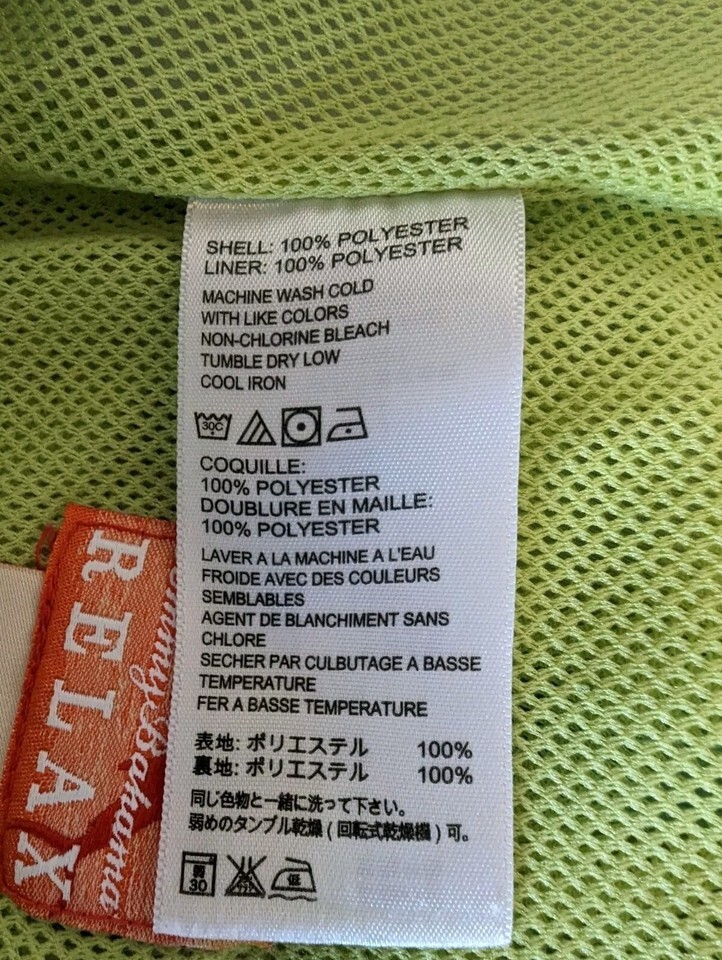 SHELL: 100% POLYESTER
LINER: 100% POLYESTER
MACHINE WASH COLD
WITH LIKE COLORS
NON-CHLORINE BLEACH
TUMBLE DRY LOW
COOL IRON
30C
COQUILLE:
100% POLYESTER
DOUBLURE EN MAILLE:
100% POLYESTER
LAVER A LA MACHINE A L'EAU
FROIDE AVEC DES COULEURS
SEMBLABLES
AGENT DE BLANCHIMENT SANS
CHLORE
SECHER PAR CULBUTAGE A BASSE
TEMPERATURE
FER A BASSE TEMPERATURE
表地: ポリエステル 100%
裏地: ポリエステル 100%
同じ色物と一緒に洗って下さい。
弱めのタンブル乾燥 (回転式乾燥機) 可。
弱
30
低
Tommy Bahama
RELAX